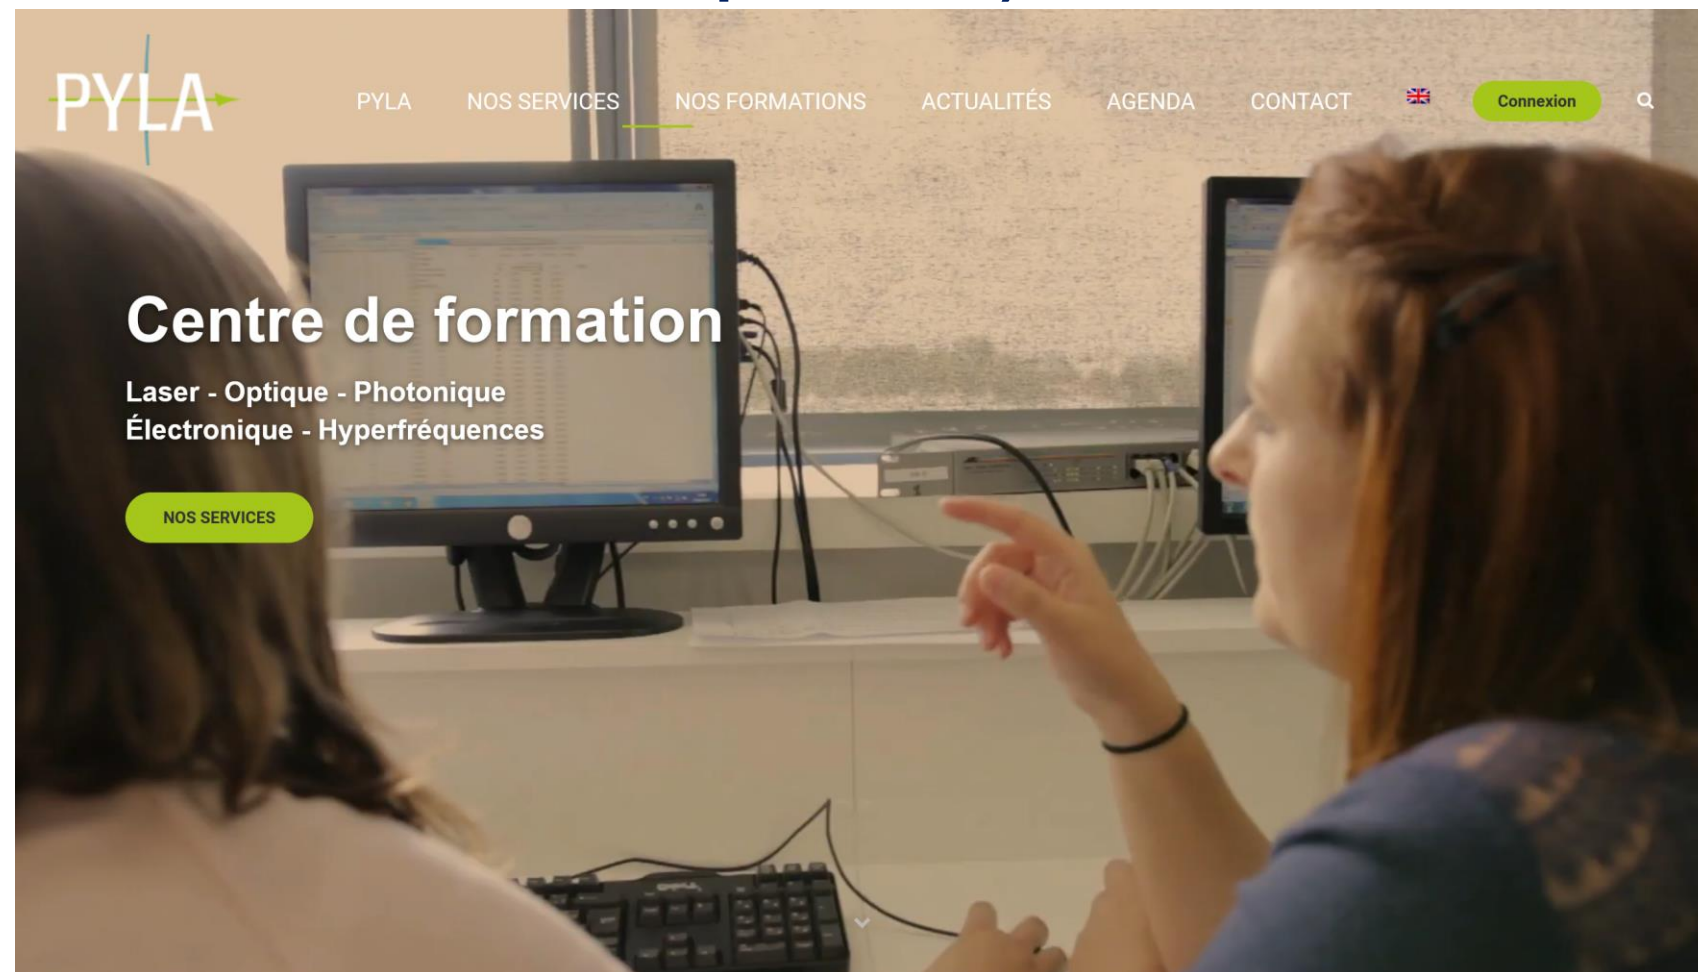 PYLA
PYLA NOS SERVICES NOS FORMATIONS ACTUALITÉS AGENDA CONTACT Connexion
Centre de formation
Laser - Optique - Photonique
Électronique - Hyperfréquences
NOS SERVICES